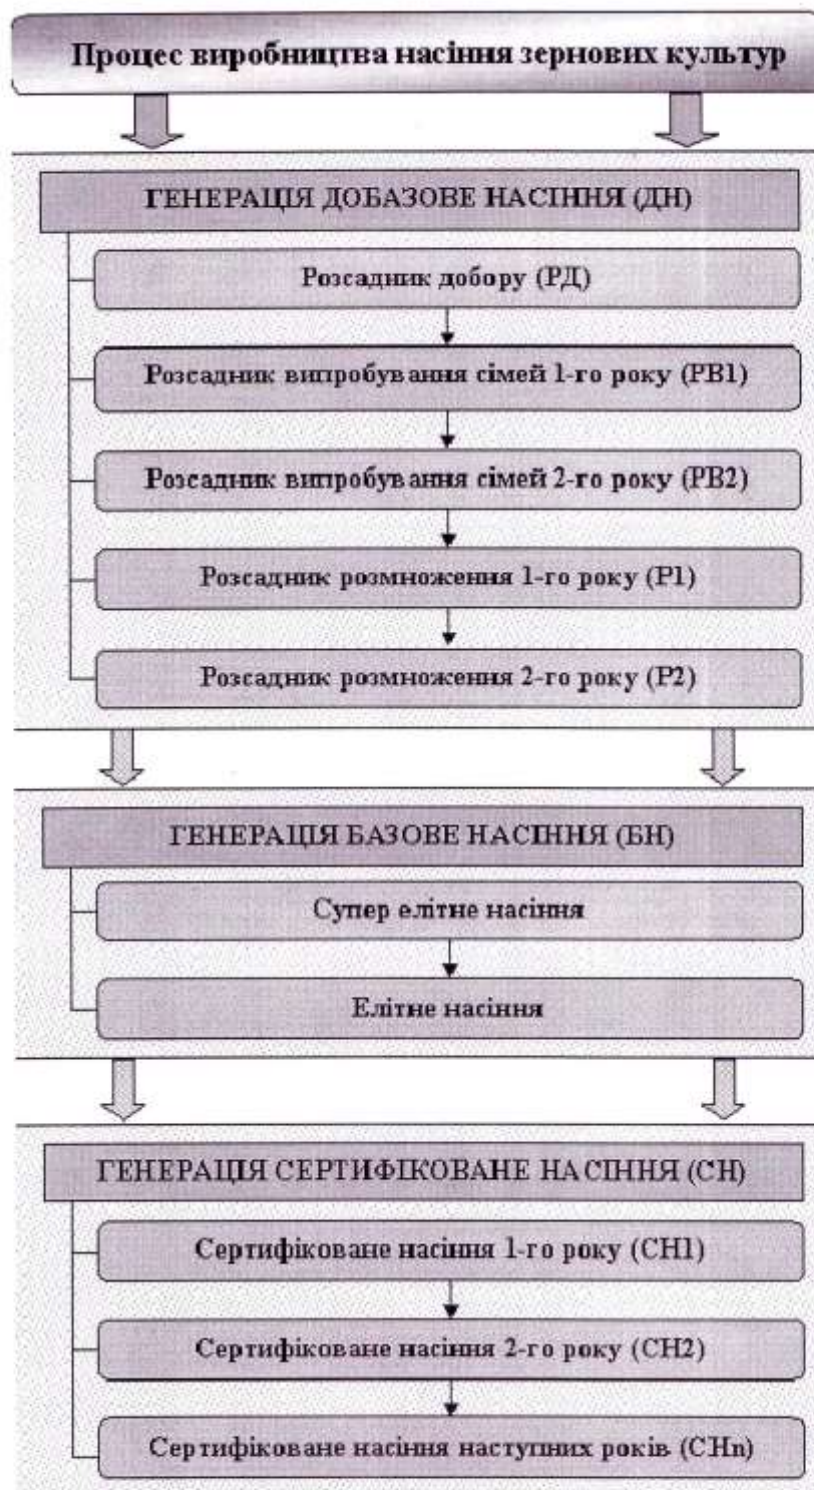 Процес виробництва насіння зернових культур
ГЕНЕРАЦІЯ ДОБАЗОВЕ НАСІННЯ (ДН)
Розсадник добору (РД)
Розсадник випробування сімей 1-го року (РВ1)
Розсадник випробування сімей 2-го року (РВ2)
Розсадник розмноження 1-го року (Р1)
Розсадник розмноження 2-го року (Р2)
ГЕНЕРАЦІЯ БАЗОВЕ НАСІННЯ (БН)
Супер елітне насіння
Елітне насіння
ГЕНЕРАЦІЯ СЕРТИФІКОВАНЕ НАСІННЯ (СН)
Сертифіковане насіння 1-го року (СН1)
Сертифіковане насіння 2-го року (СН2)
Сертифіковане насіння наступних років (СНn)